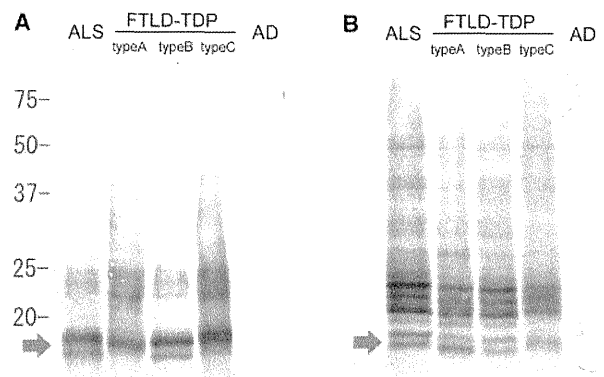 A
ALS
FTLD-TDP
typeA typeB typeC
AD
75-
50-
37-
25-
20-
B
ALS
FTLD-TDP
typeA typeB typeC
AD